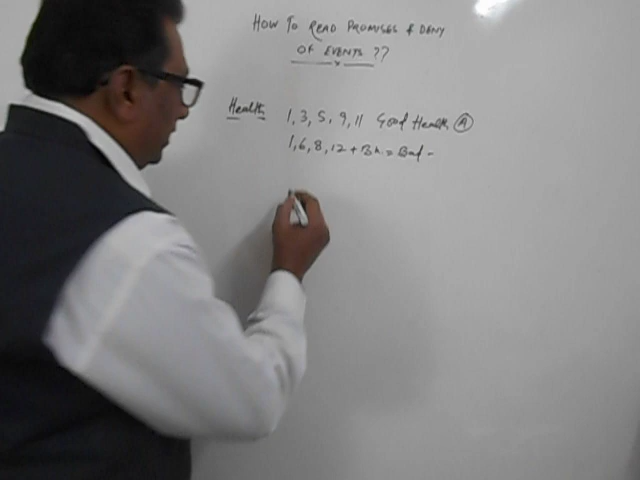 HOW TO READ PROMISES & DENY
OF EVENTS ??
Health 1, 3, 5, 9, 11 Good Health
1, 6, 8, 12 + Bh. = Bad -